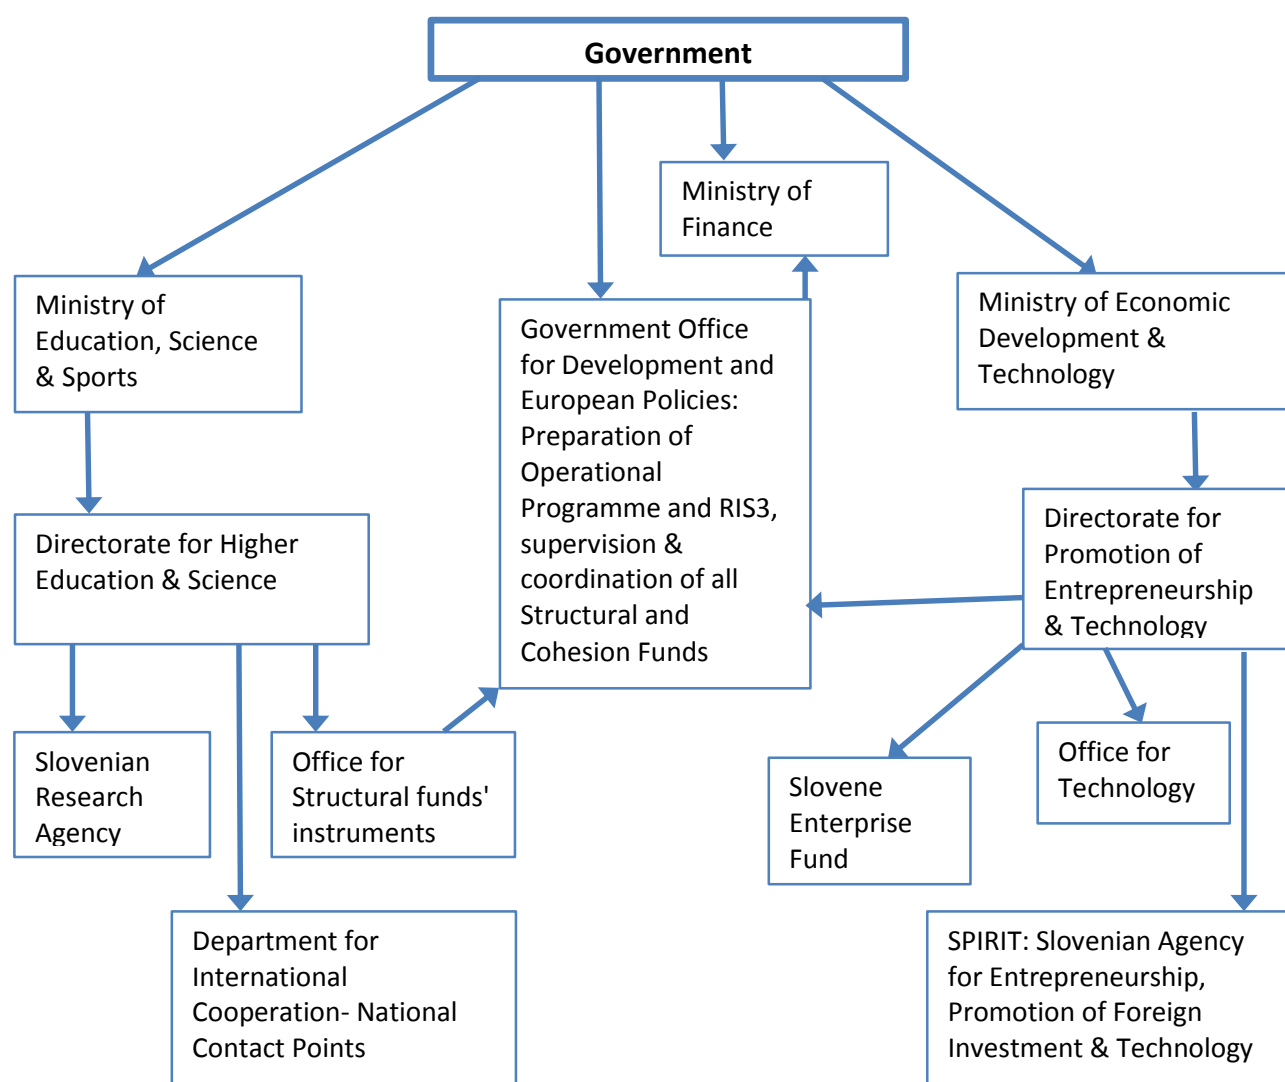 Government
Ministry of
Finance
Ministry of
Education, Science
& Sports
Government Office
for Development and
European Policies:
Preparation of
Operational
Programme and RIS3,
supervision &
coordination of all
Structural and
Cohesion Funds
Ministry of Economic
Development &
Technology
Directorate for Higher
Education & Science
Directorate for
Promotion of
Entrepreneurship
& Technology
Slovenian
Research
Agency
Office for
Structural funds'
instruments
Slovene
Enterprise
Fund
Office for
Technology
Department for
International
Cooperation- National
Contact Points
SPIRIT: Slovenian Agency
for Entrepreneurship,
Promotion of Foreign
Investment & Technology